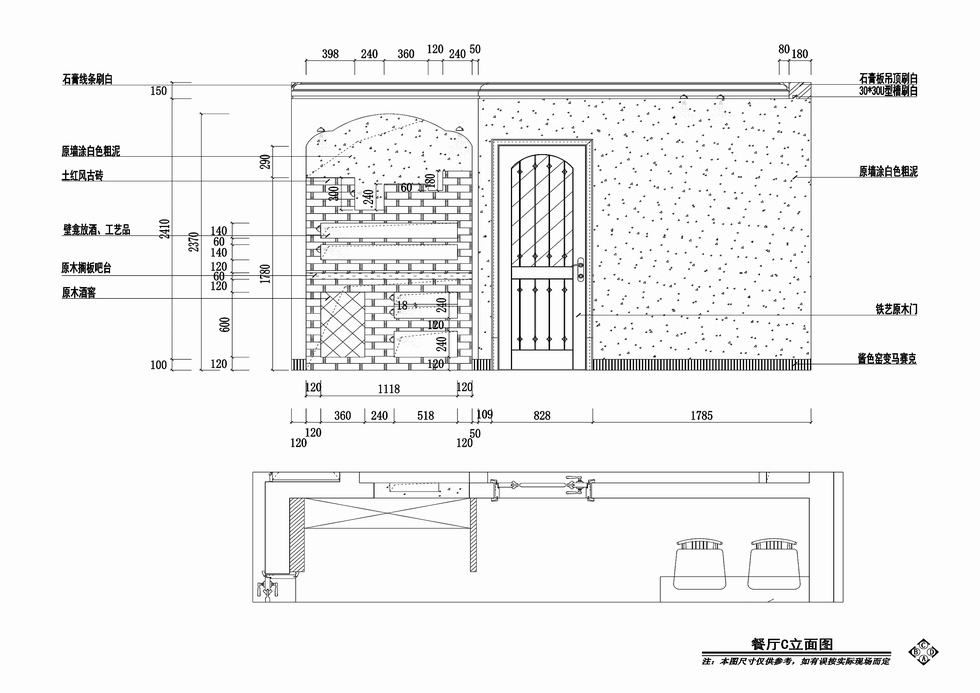 398 240 360 120 240 50 80 180
石膏线条刷白
150
石膏板吊顶刷白
30*30U型槽刷白
原墙涂白色粗泥
290
土红风古砖
原墙涂白色粗泥
300 240 60 180
壁龛放酒、工艺品
2410 2370 140 60 140 120 60 120
1780
原木搁板吧台
原木酒窖
600
18 240 120 240 120
铁艺原木门
酱色窑变马赛克
100 120
120 1118 120
360 240 518 109 828 1785
120 120 120 50
餐厅C立面图
注：本图尺寸仅供参考，如有误按实际现场而定
C
B D
A